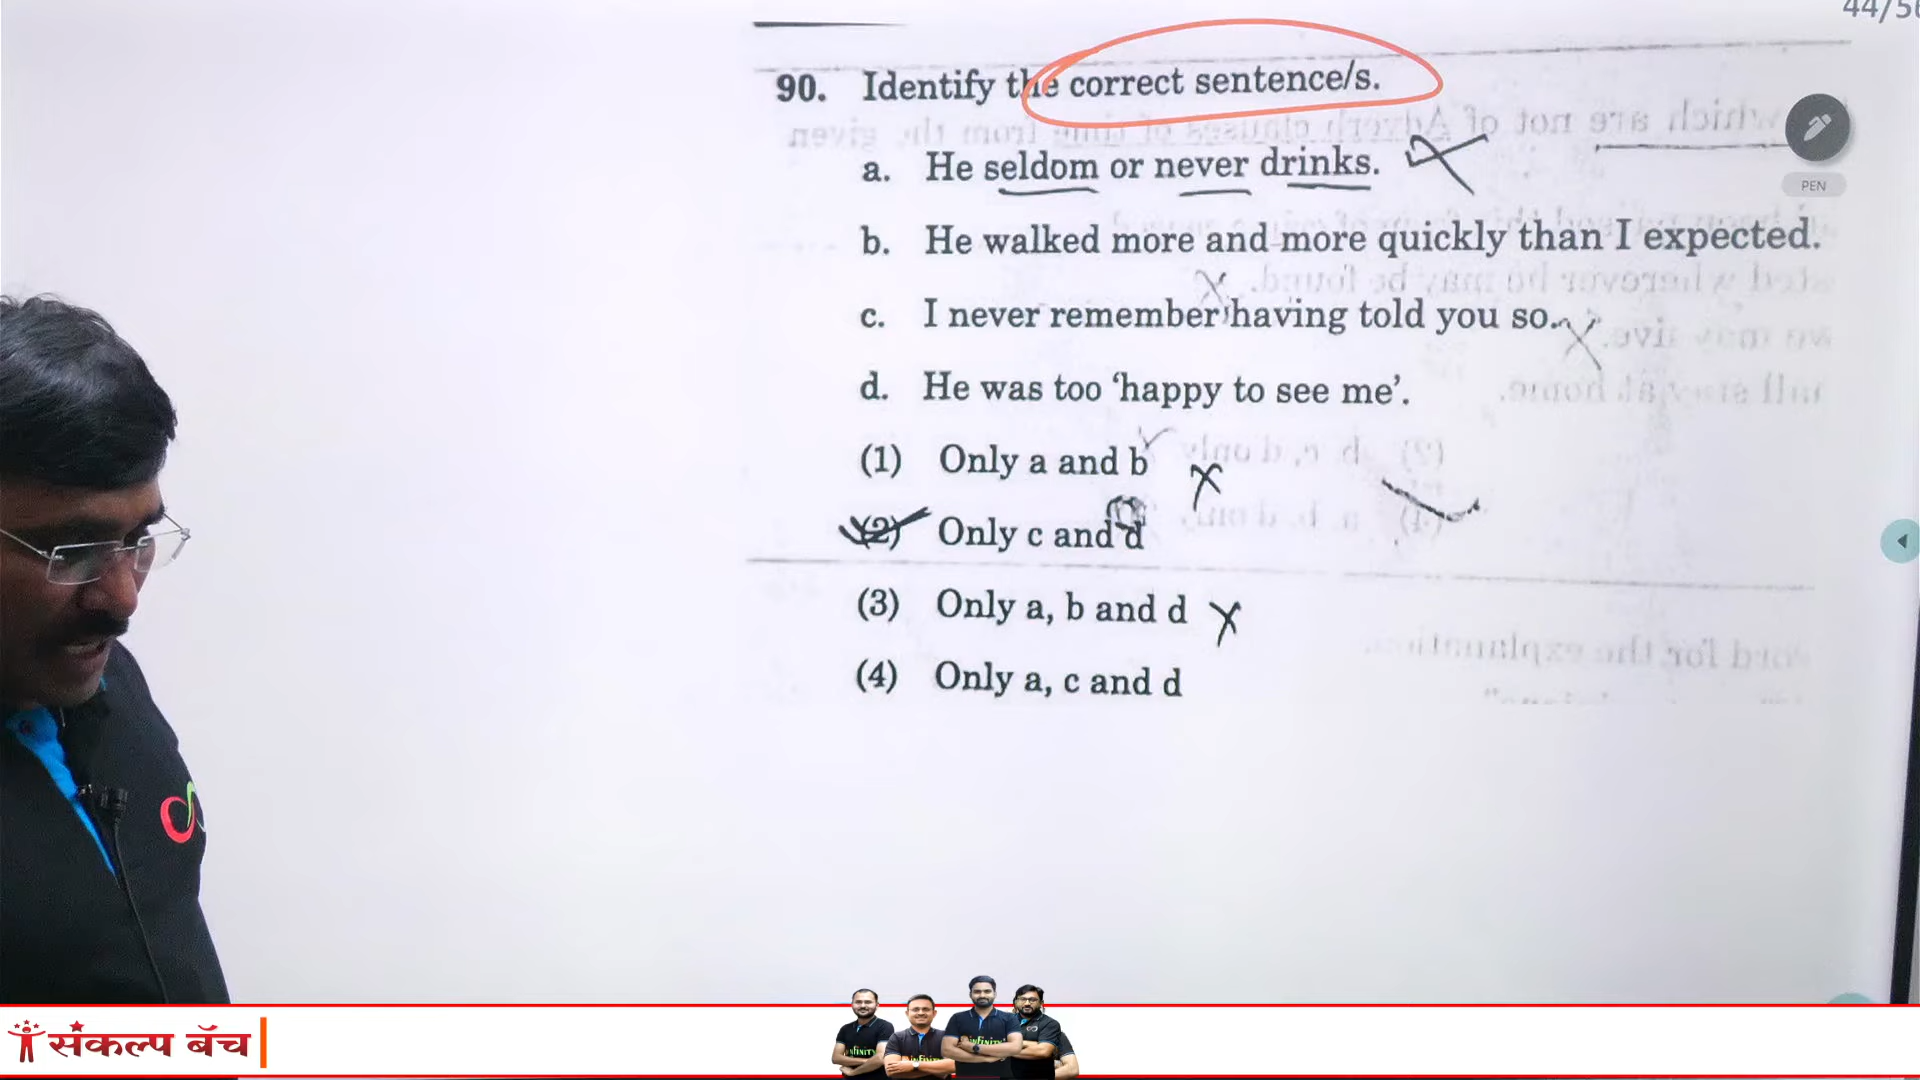 44/56
90. Identify the correct sentence/s.
a. He seldom or never drinks.
PEN
b. He walked more and more quickly than I expected.
c. I never remember having told you so.
d. He was too 'happy to see me'.
(1) Only a and b
(2) Only c and d
(3) Only a, b and d
(4) Only a, c and d
संकल्प बॅच